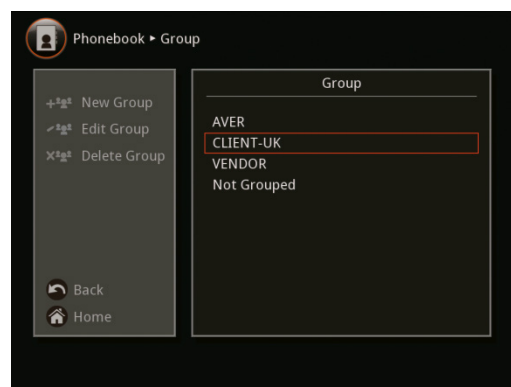 Phonebook ▸ Group
+ New Group
Edit Group
X Delete Group
Back
Home
Group
AVER
CLIENT-UK
VENDOR
Not Grouped